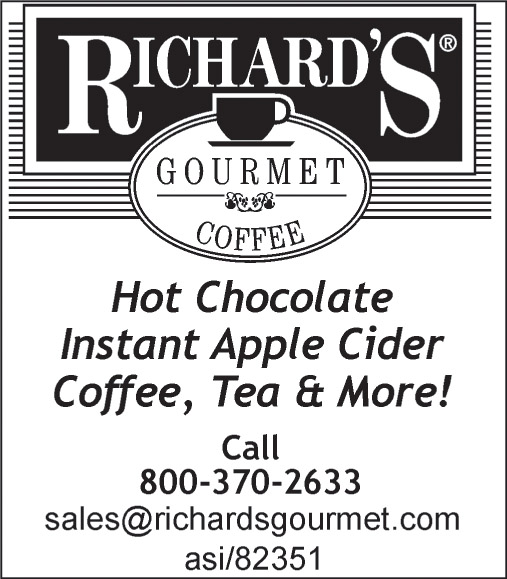 RICHARD'S®
GOURMET
COFFEE
Hot Chocolate
Instant Apple Cider
Coffee, Tea & More!
Call
800-370-2633
sales@richardsgourmet.com
asi/82351